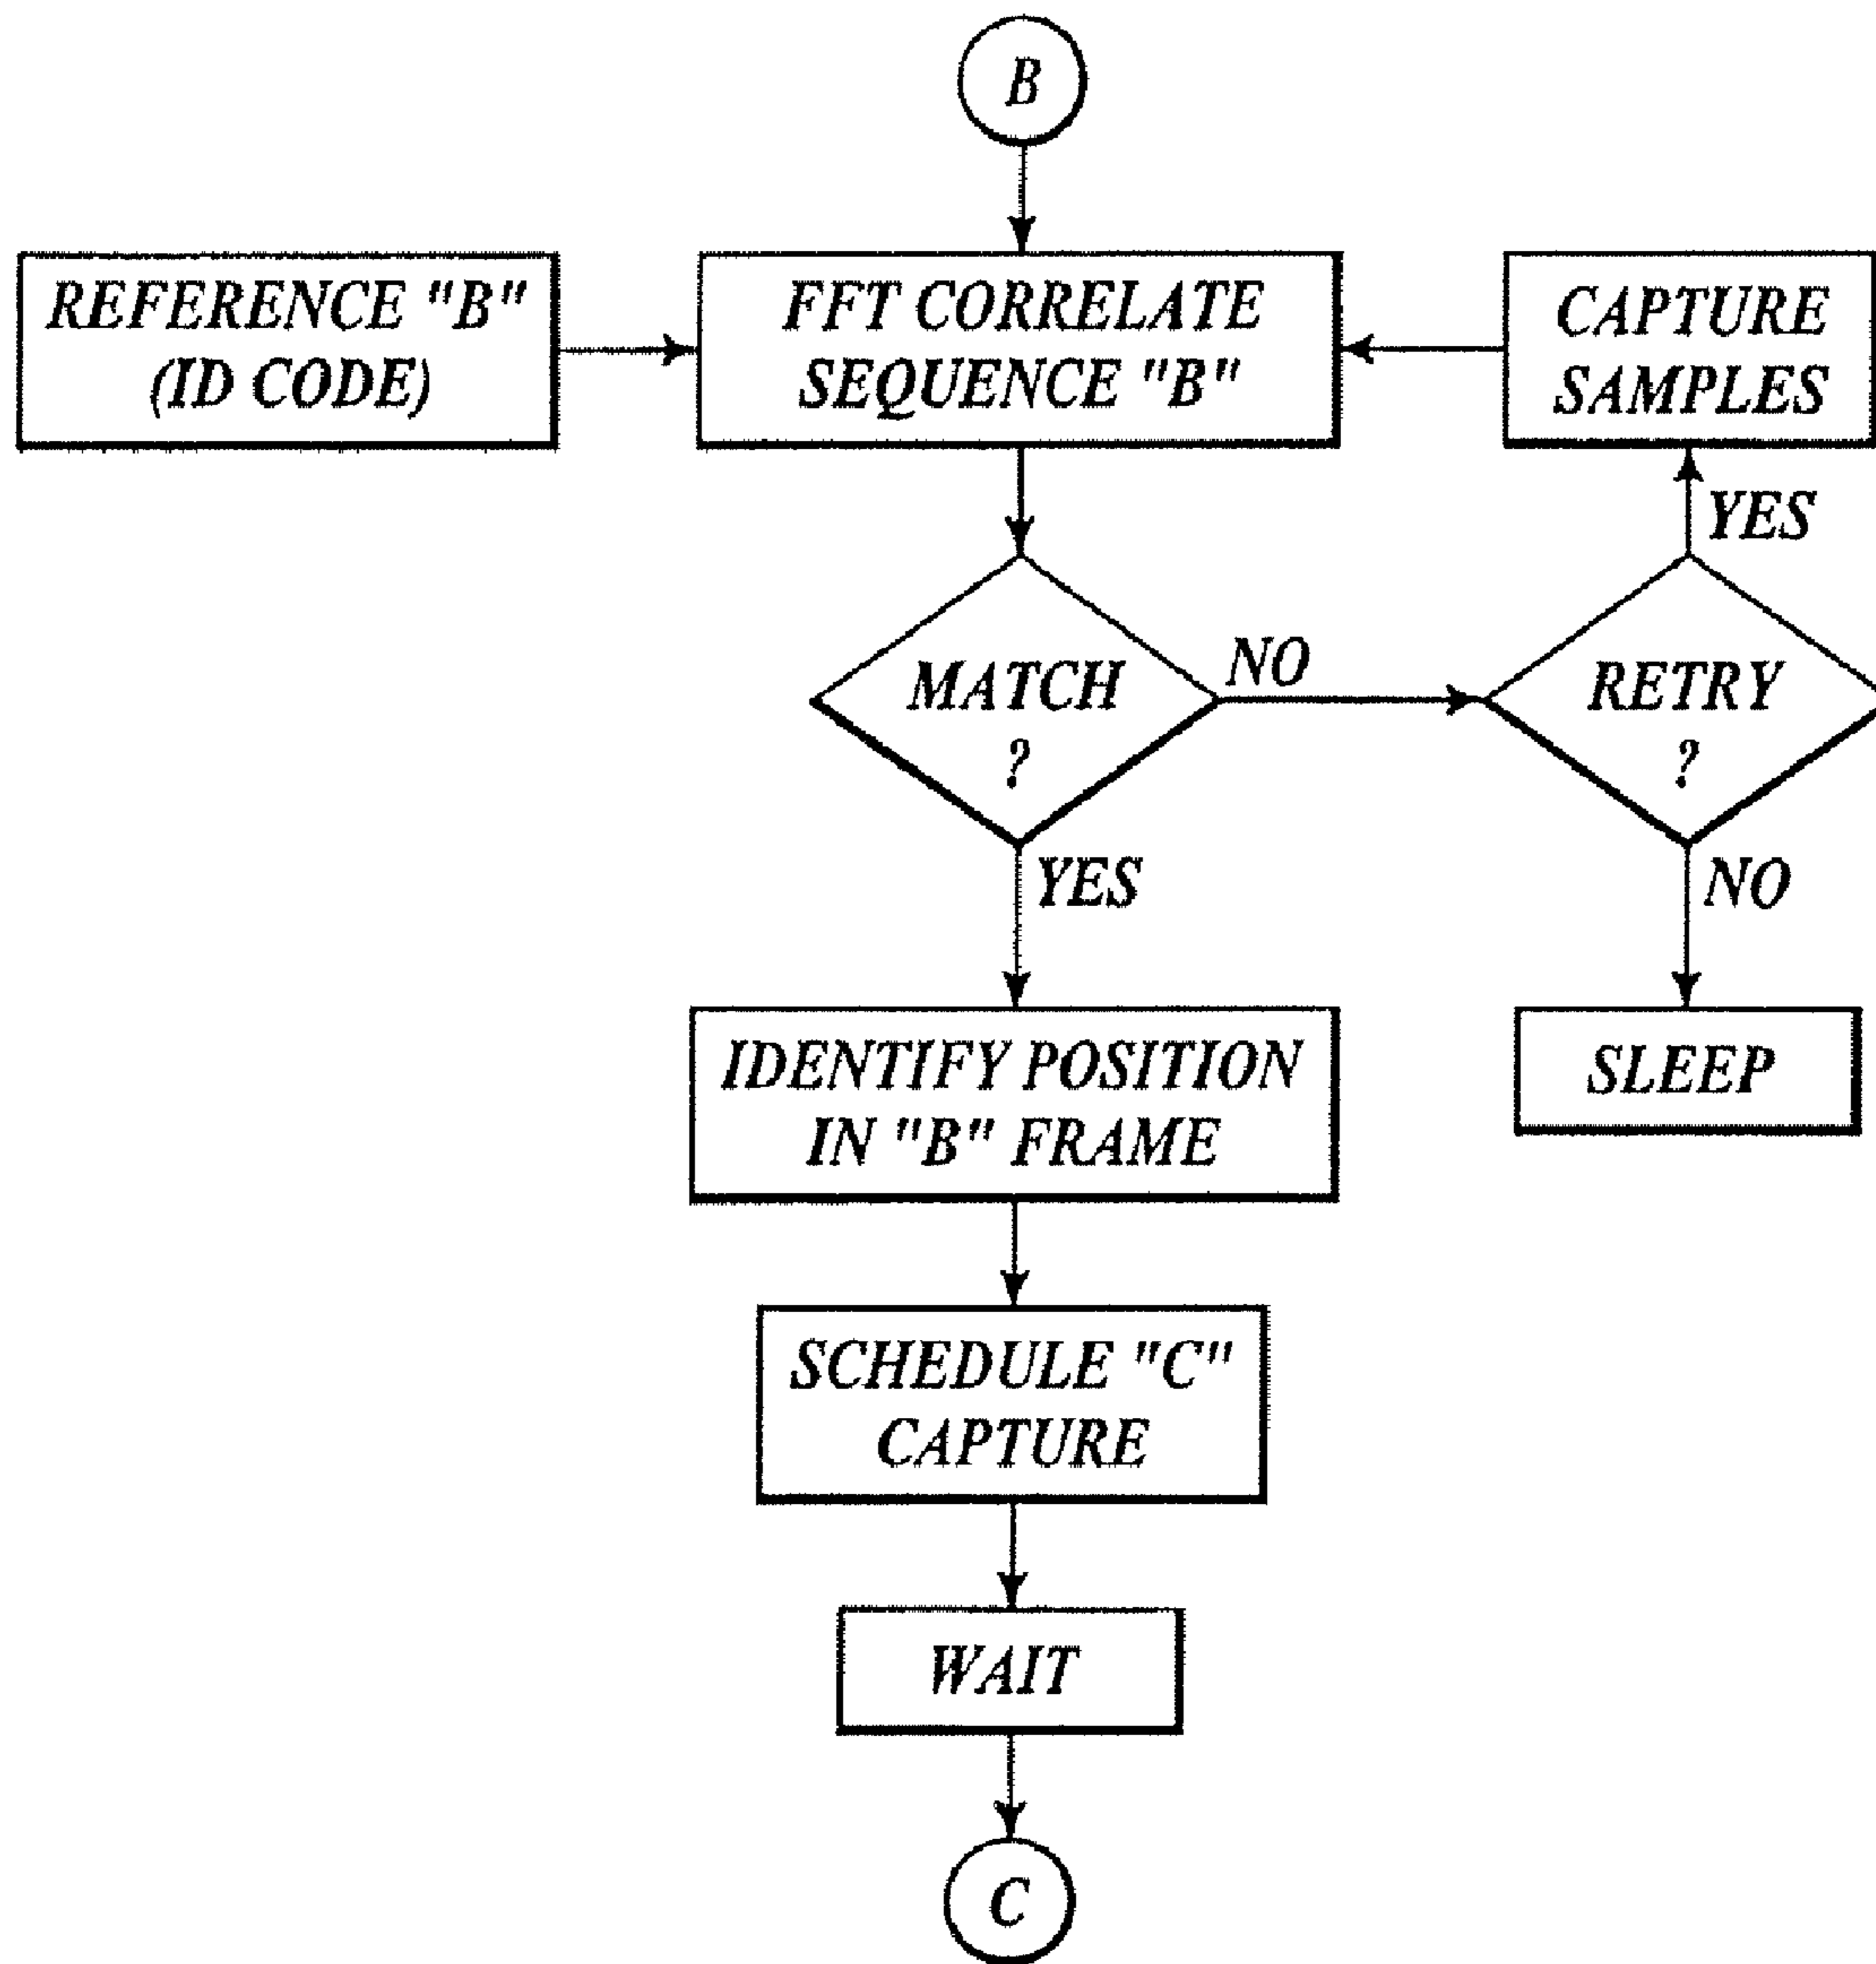 B
REFERENCE "B"
(ID CODE)
FFT CORRELATE
SEQUENCE "B"
CAPTURE
SAMPLES
YES
MATCH
?
NO
RETRY
?
YES
NO
IDENTIFY POSITION
IN "B" FRAME
SLEEP
SCHEDULE "C"
CAPTURE
WAIT
C